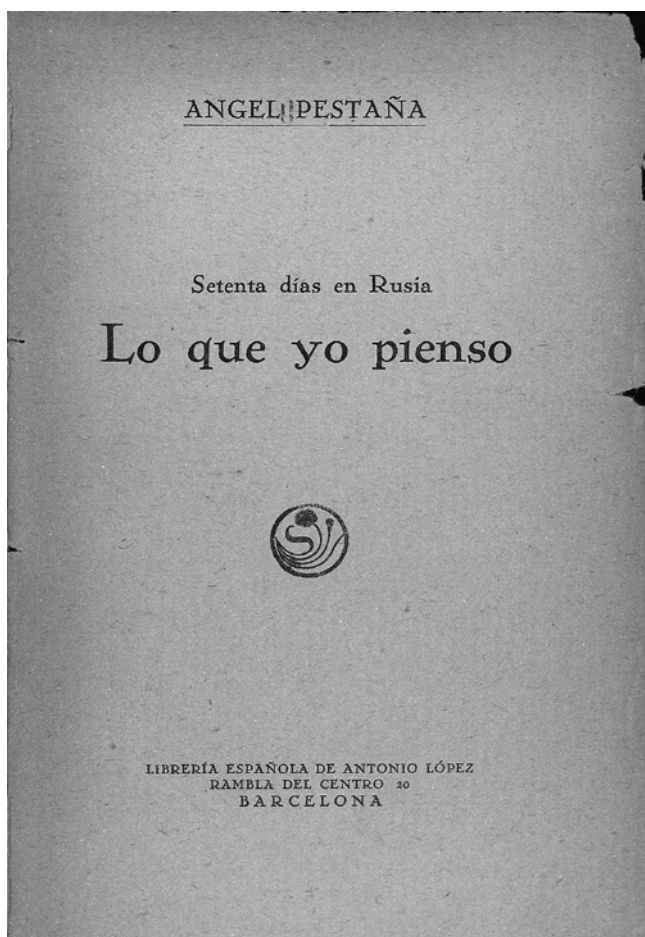 ANGEL PESTAÑA
Setenta días en Rusia
Lo que yo pienso
LIBRERÍA ESPAÑOLA DE ANTONIO LÓPEZ
RAMBLA DEL CENTRO 20
BARCELONA